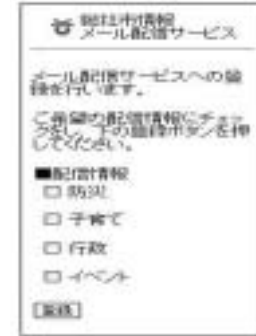 市情報
メール配信サービス
メール配信サービスへの登
録を行います。
ご希望の配信情報にチェッ
クをし、下の登録ボタンを押
してください。
■配信情報
□ 防災
□ 子育て
□ 行政
□ イベント
登録